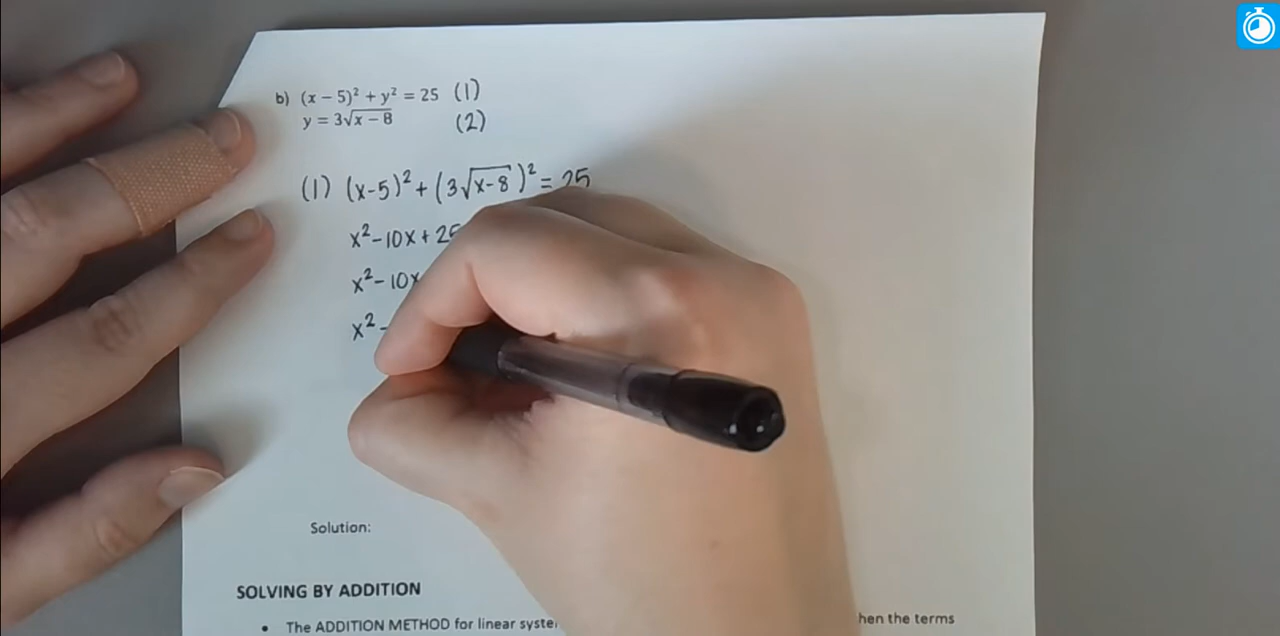 b) (x – 5)² + y² = 25 (1)
y = 3√x – 8 (2)
(1) (x-5)² + (3√x-8)² = 25
x² - 10x + 25
x² - 10x
x² -
Solution:
SOLVING BY ADDITION
• The ADDITION METHOD for linear hen the terms